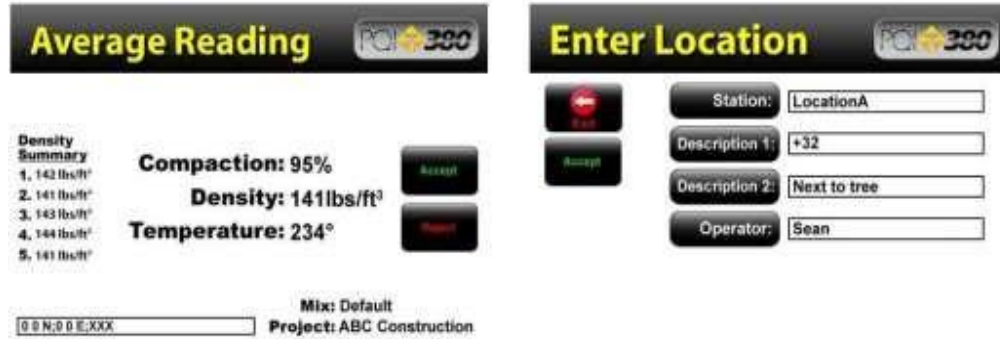 Average Reading
PQI 380
Density
Summary
1. 142 lbs/ft³
2. 141 lbs/ft³
3. 143 lbs/ft³
4. 144 lbs/ft³
5. 141 lbs/ft³
Compaction: 95%
Density: 141lbs/ft³
Temperature: 234°
Accept
Reject
0 0 N;0 0 E;XXX
Mix: Default
Project: ABC Construction
Enter Location
PQI 380
Exit
Accept
Station: LocationA
Description 1: +32
Description 2: Next to tree
Operator: Sean